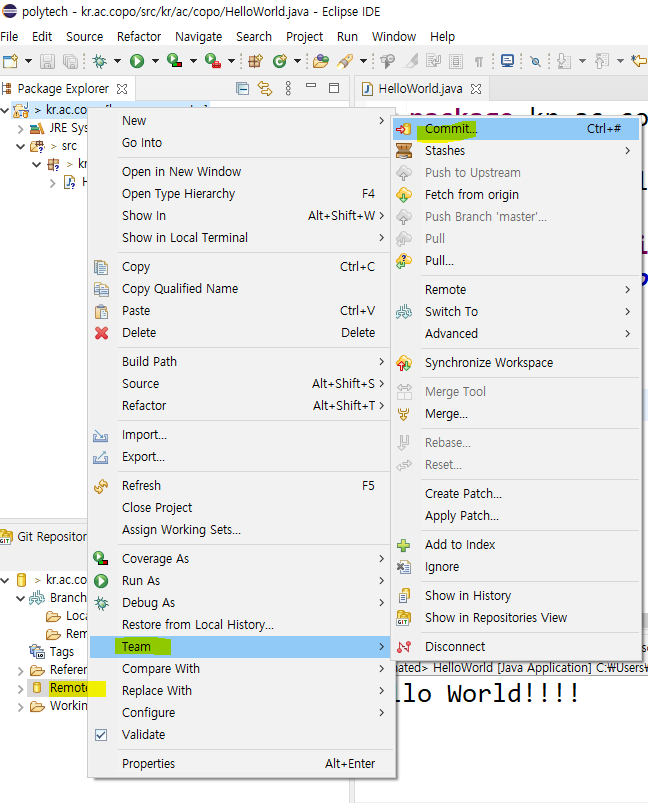 polytech - kr.ac.copo/src/kr/ac/copo/HelloWorld.java - Eclipse IDE
File Edit Source Refactor Navigate Search Project Run Window Help
Package Explorer
HelloWorld.java
> kr.ac.co
JRE Sys
> src
> kr
New
Go Into
Open in New Window
Open Type Hierarchy F4
Show In Alt+Shift+W >
Show in Local Terminal >
Copy Ctrl+C
Copy Qualified Name
Paste Ctrl+V
Delete Delete
Build Path >
Source Alt+Shift+S >
Refactor Alt+Shift+T >
Import...
Export...
Refresh F5
Close Project
Assign Working Sets...
Coverage As >
Run As >
Debug As >
Restore from Local History...
Team >
Compare With >
Replace With >
Configure >
Validate
Properties Alt+Enter
package kr.ac.co
Commit... Ctrl+#
Stashes >
Push to Upstream
Fetch from origin
Push Branch 'master'...
Pull
Pull...
Remote >
Switch To >
Advanced >
Synchronize Workspace
Merge Tool
Merge...
Rebase...
Reset...
Create Patch...
Apply Patch...
Add to Index
Ignore
Show in History
Show in Repositories View
Disconnect
Git Repositor
> kr.ac.co
Branch
Loca
Rem
Tags
Referen
Remote
Workin
nated> HelloWorld [Java Application] C:₩Users₩
llo World!!!!